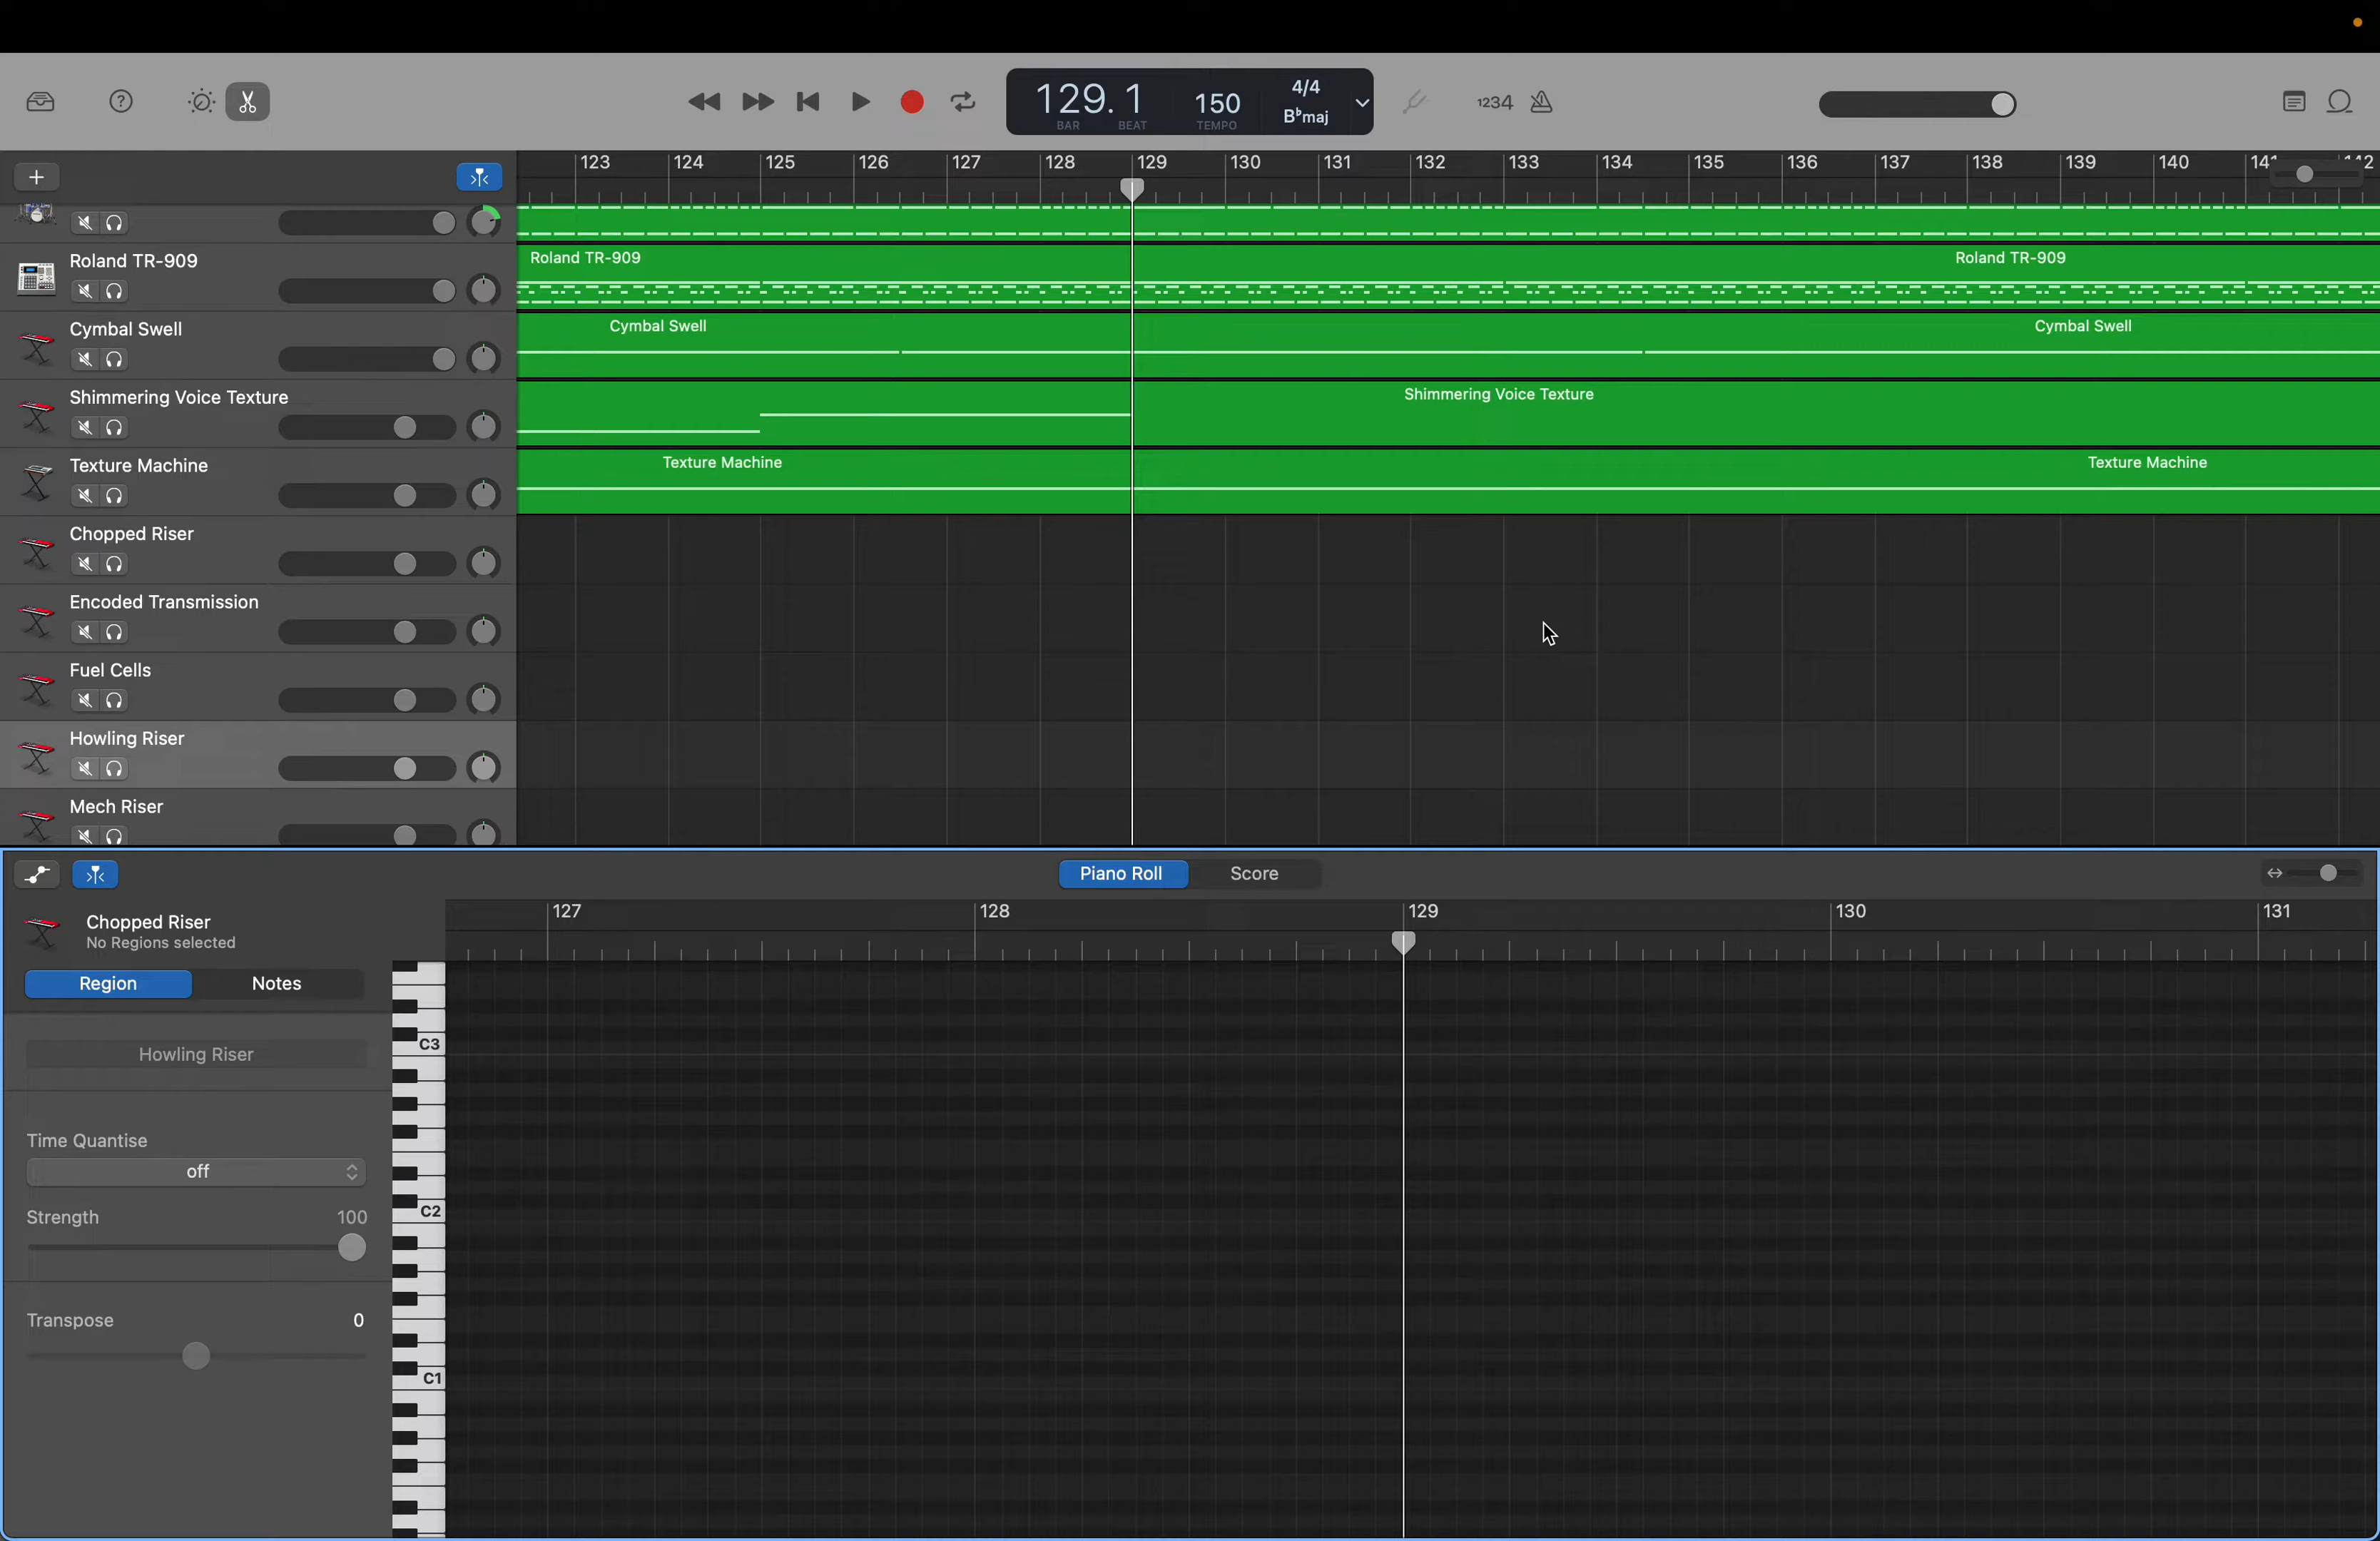 129. 1
BAR
BEAT
150
TEMPO
4/4
B♭maj
1234
123
124
125
126
127
128
129
130
131
132
133
134
135
136
137
138
139
140
Roland TR-909
Roland TR-909
Roland TR-909
Cymbal Swell
Cymbal Swell
Cymbal Swell
Shimmering Voice Texture
Shimmering Voice Texture
Texture Machine
Texture Machine
Texture Machine
Chopped Riser
Encoded Transmission
Fuel Cells
Howling Riser
Mech Riser
Piano Roll
Score
Chopped Riser
No Regions selected
127
128
129
130
131
Region
Notes
Howling Riser
Time Quantise
off
Strength
100
Transpose
0
C3
C2
C1